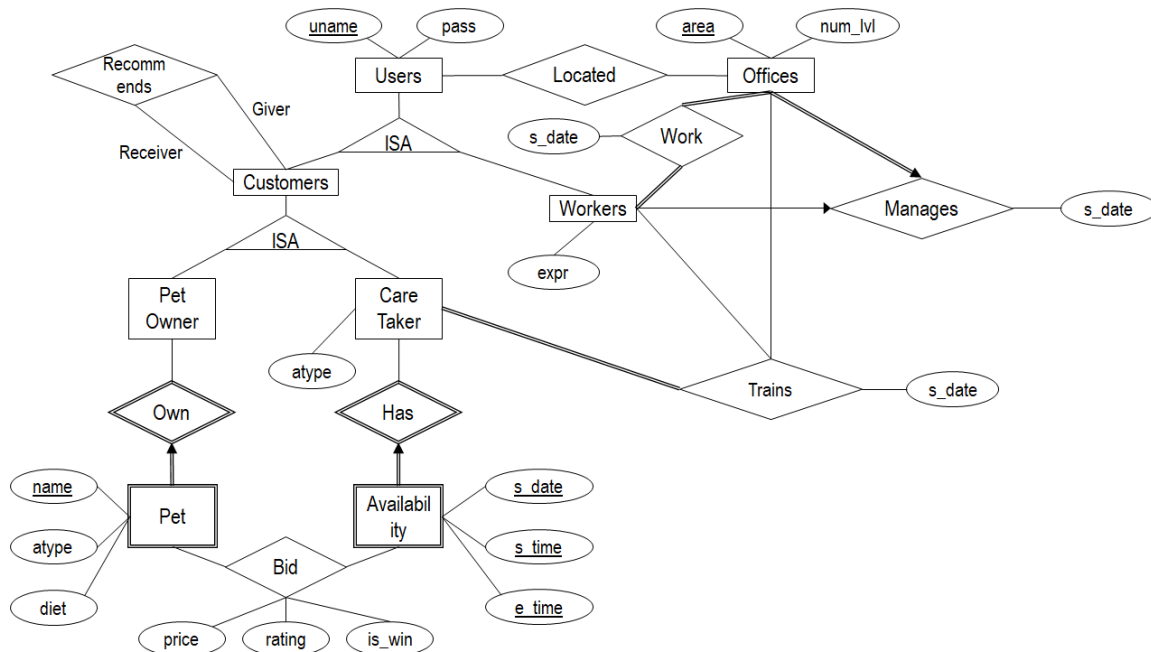 uname
pass
area
num_lvl
Recomm
ends
Users
Located
Offices
Giver
s_date
Work
ISA
Receiver
Customers
Workers
Manages
s_date
ISA
expr
Pet
Owner
Care
Taker
atype
Trains
s_date
Own
Has
name
s_date
Pet
Availabil
ity
atype
s_time
Bid
diet
e_time
price
rating
is_win